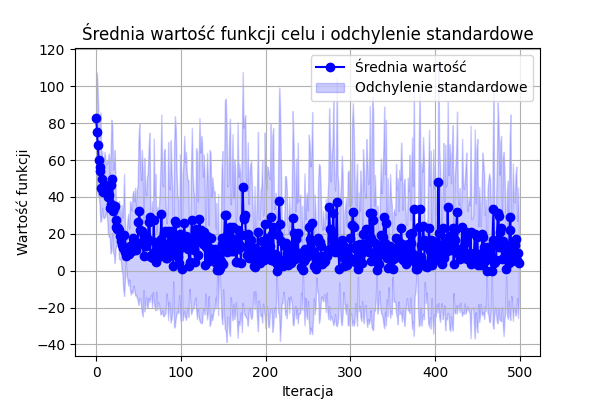 Średnia wartość funkcji celu i odchylenie standardowe
120
100
80
60
40
20
0
−20
−40
Wartość funkcji
Średnia wartość
Odchylenie standardowe
0 100 200 300 400 500
Iteracja